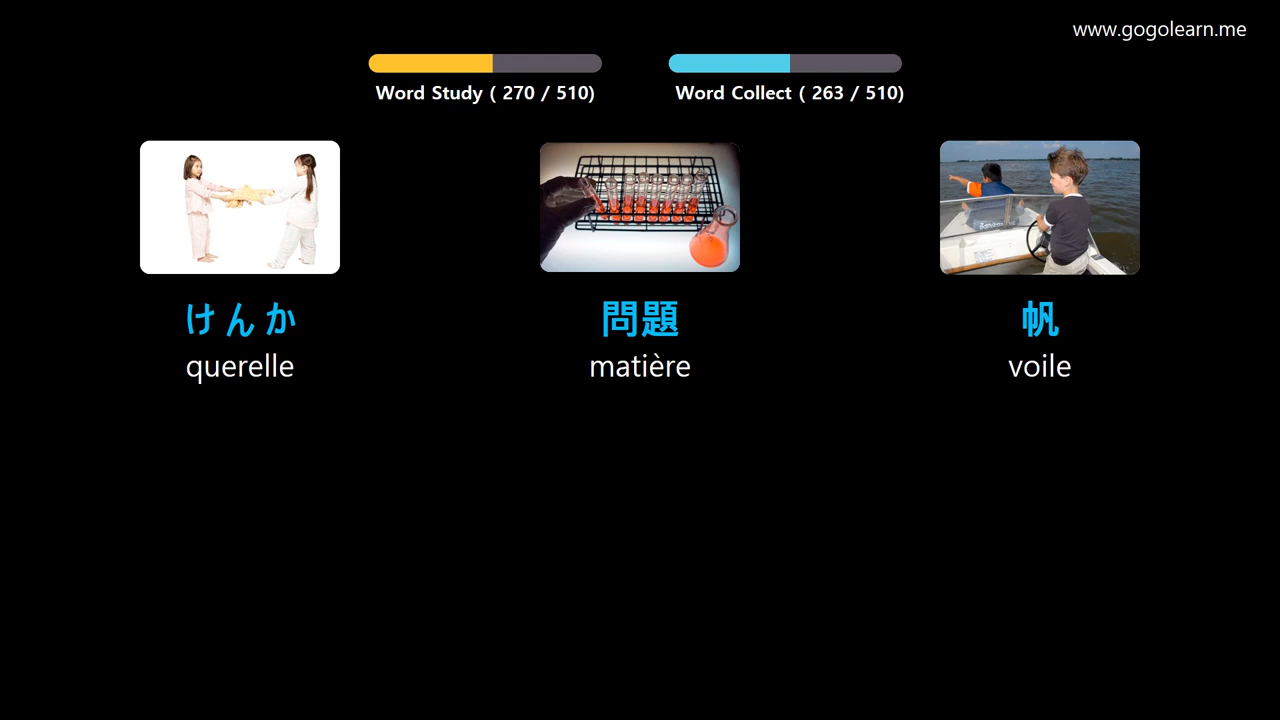 www.gogolearn.me
Word Study ( 270 / 510)
Word Collect ( 263 / 510)
けんか
querelle
問題
matière
帆
voile